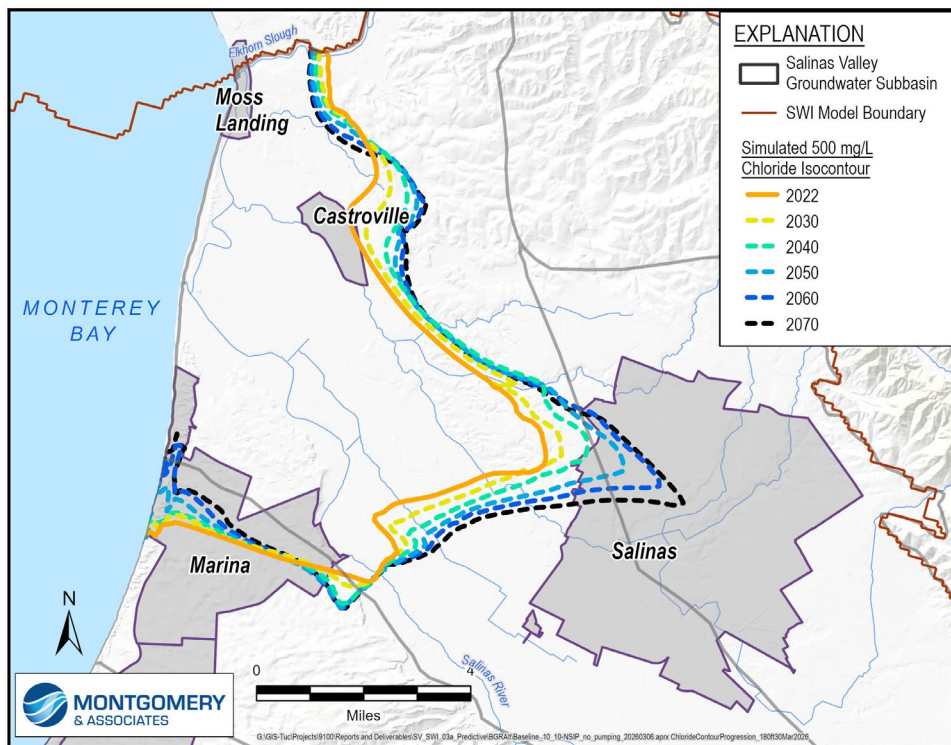 Elkhorn Slough
Moss
Landing
Castroville
MONTEREY
BAY
Marina
Salinas
Salinas River
N
0
4
Miles
MONTGOMERY
& ASSOCIATES
EXPLANATION
Salinas Valley
Groundwater Subbasin
SWI Model Boundary
Simulated 500 mg/L
Chloride Isocontour
2022
2030
2040
2050
2060
2070